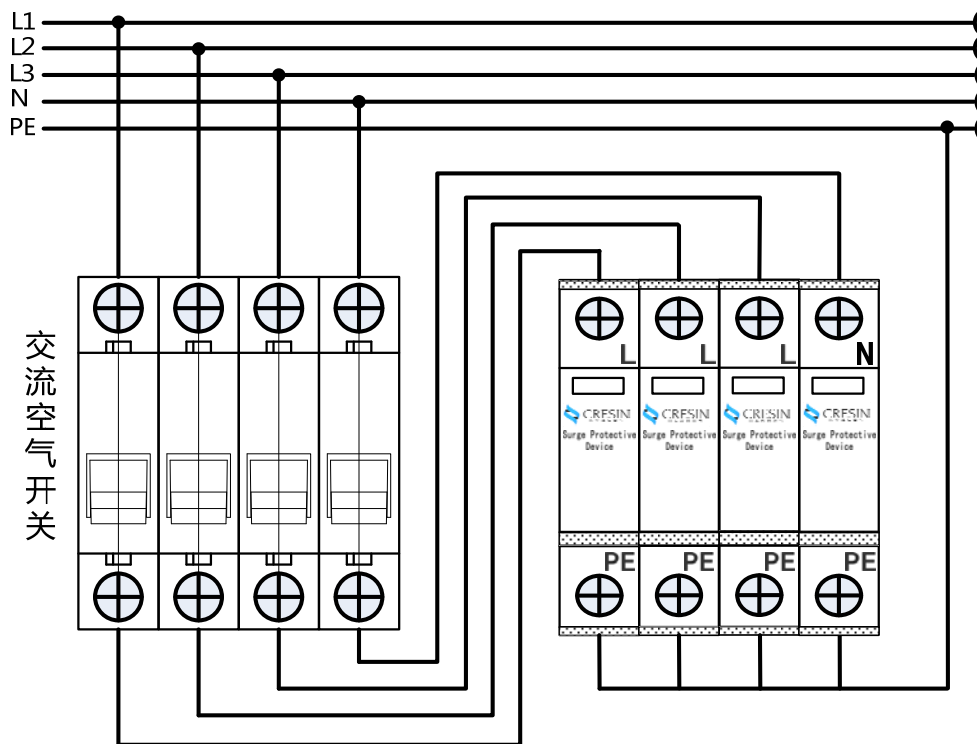 L1
L2
L3
N
PE
交流空气开关
L L L N
CRESIN CRESIN CRESIN CRESIN
Surge Protective Surge Protective Surge Protective Surge Protective
Device Device Device Device
PE PE PE PE